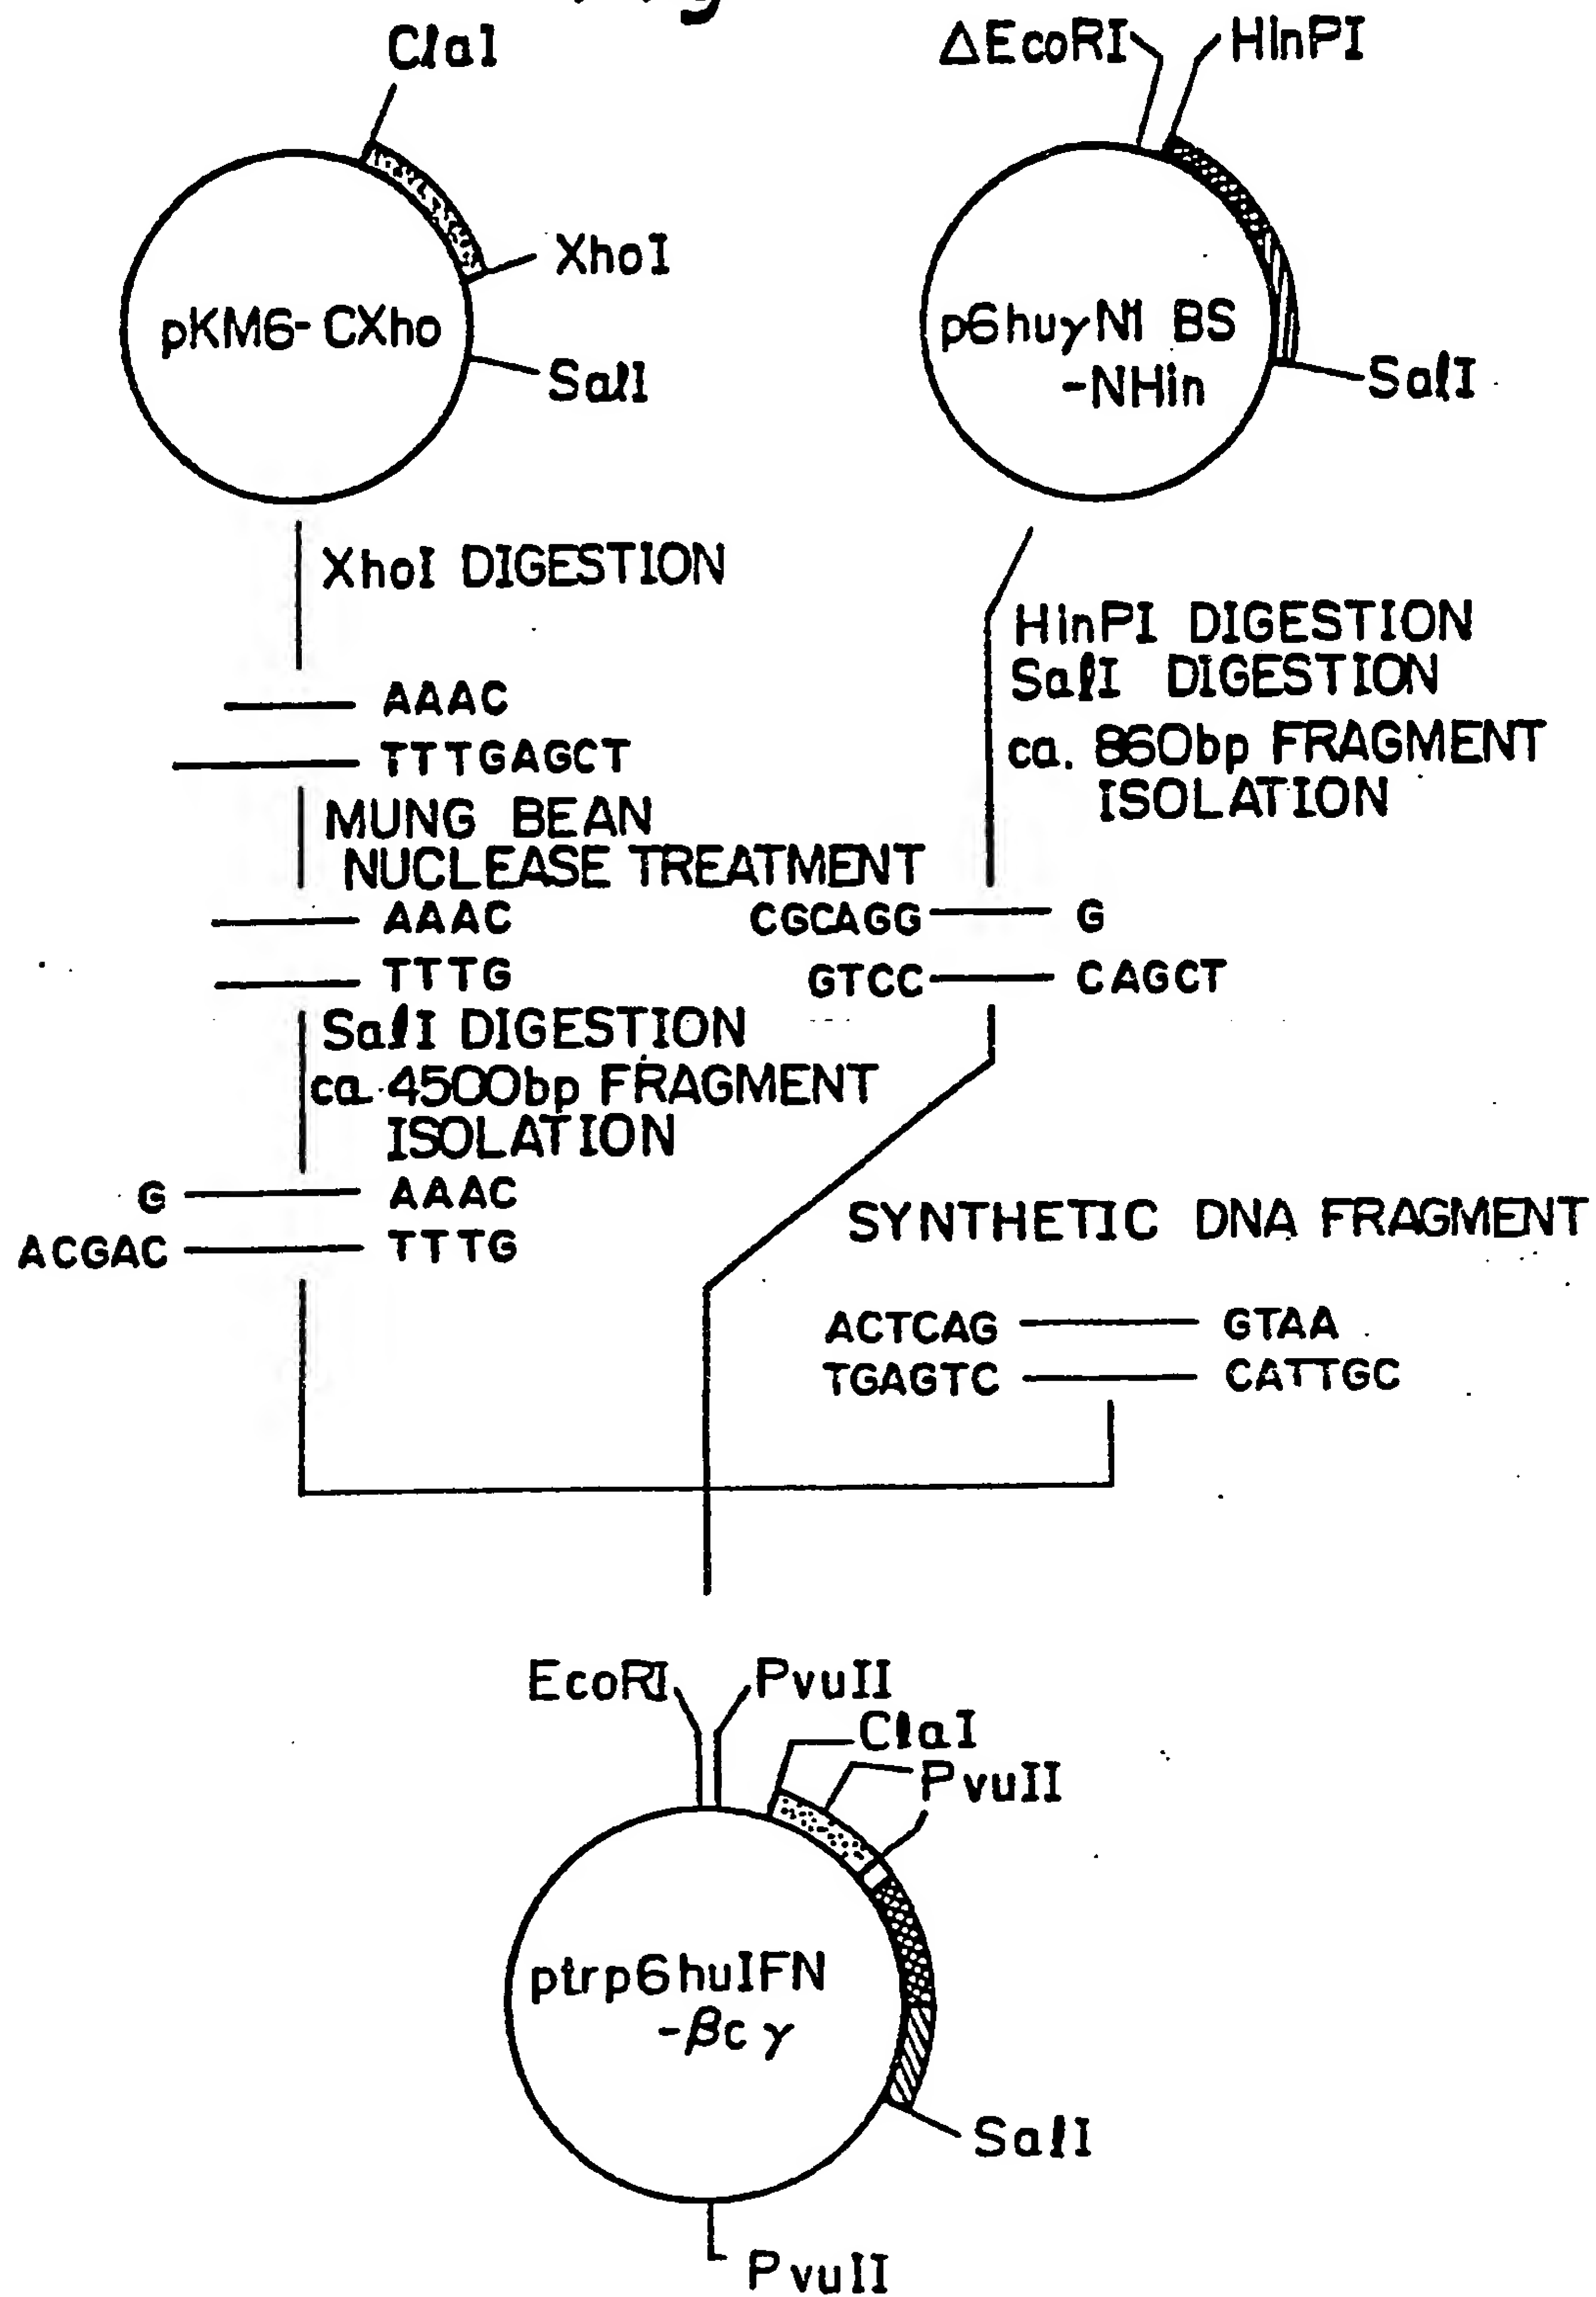 ClaI
ΔEcoRI
HinPI
XhoI
pKM6-CXho
SalI
p6huγN1 BS
-NHin
SalI
XhoI DIGESTION
HinPI DIGESTION
SalI DIGESTION
ca. 860bp FRAGMENT
ISOLATION
AAAC
TTTGAGCT
MUNG BEAN
NUCLEASE TREATMENT
AAAC
TTTG
CGCAGG G
GTCC CAGCT
SalI DIGESTION
ca. 4500bp FRAGMENT
ISOLATION
G AAAC
ACGAC TTTG
SYNTHETIC DNA FRAGMENT
ACTCAG GTAA
TGAGTC CATTGC
EcoRI
PvuII
ClaI
PvuII
ptrp6huIFN
-βcγ
SalI
PvuII